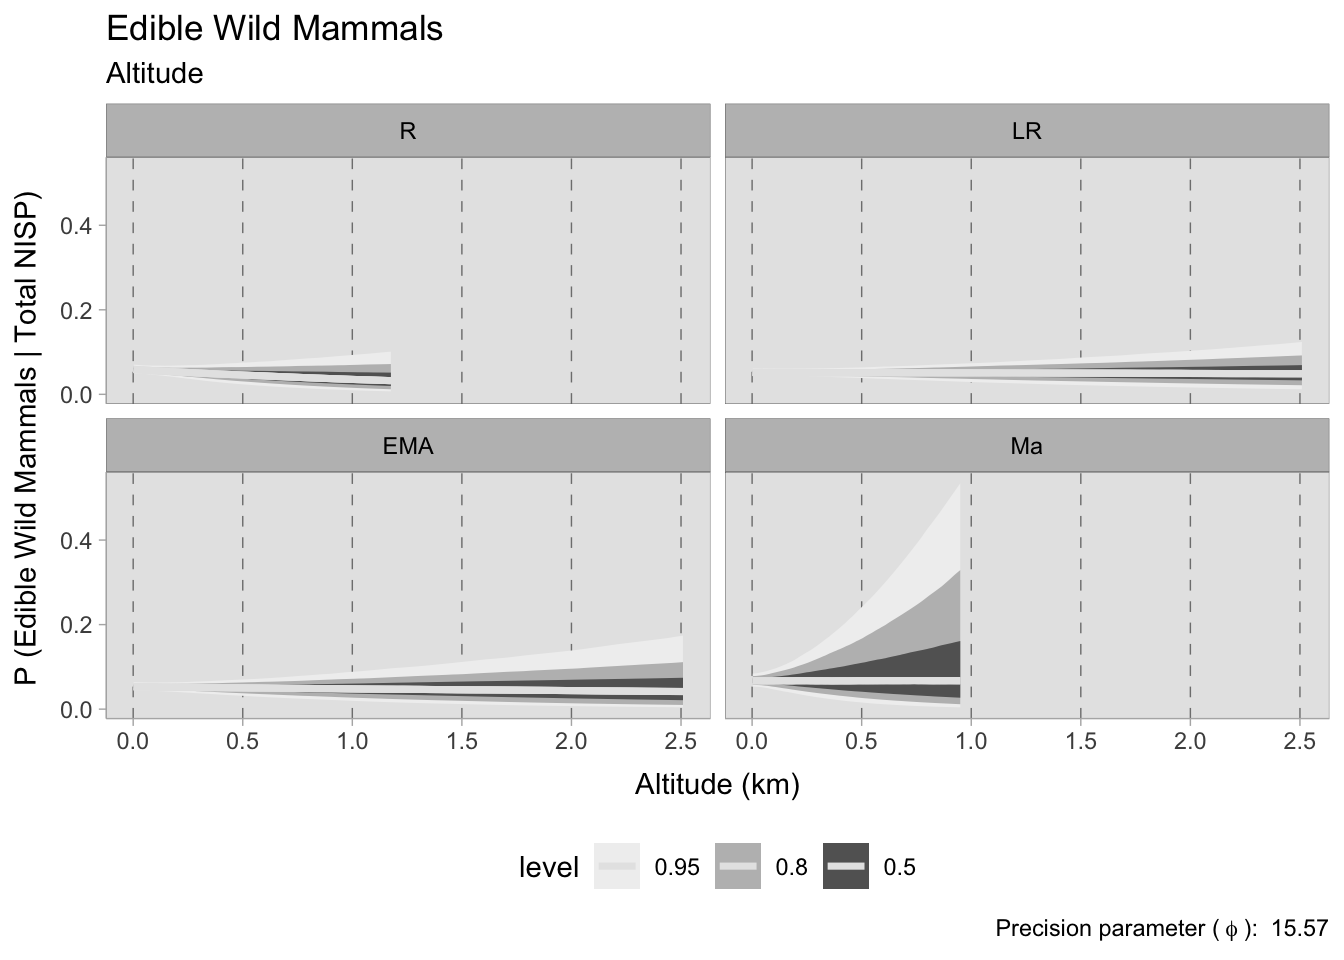 Edible Wild Mammals
Altitude
R
LR
P (Edible Wild Mammals | Total NISP)
0.4
0.2
0.0
EMA
Ma
0.4
0.2
0.0
0.0 0.5 1.0 1.5 2.0 2.5
0.0 0.5 1.0 1.5 2.0 2.5
Altitude (km)
level 0.95 0.8 0.5
Precision parameter ( ϕ ): 15.57